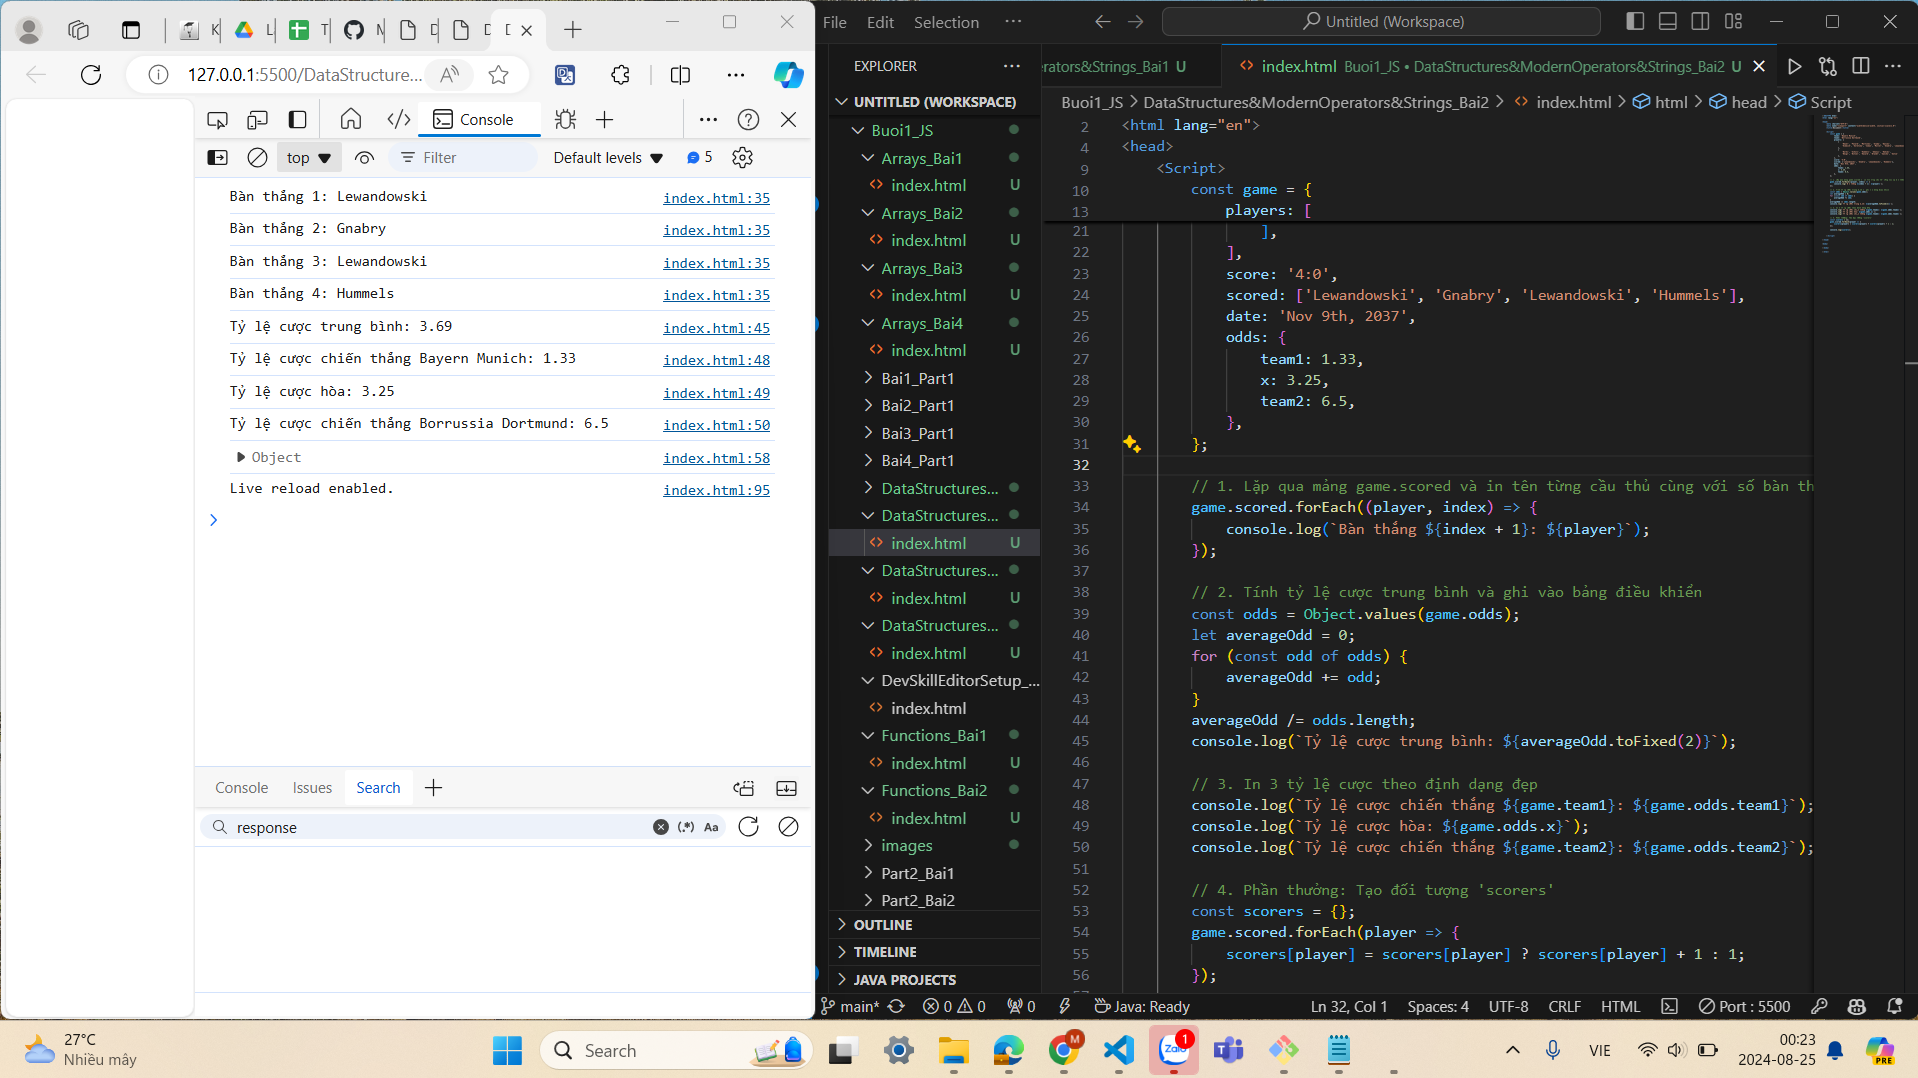 K
L
T
M
D
D
D
127.0.0.1:5500/DataStructure...
Console
top
Filter
Default levels
5
Bàn thắng 1: Lewandowski index.html:35
Bàn thắng 2: Gnabry index.html:35
Bàn thắng 3: Lewandowski index.html:35
Bàn thắng 4: Hummels index.html:35
Tỷ lệ cược trung bình: 3.69 index.html:45
Tỷ lệ cược chiến thắng Bayern Munich: 1.33 index.html:48
Tỷ lệ cược hòa: 3.25 index.html:49
Tỷ lệ cược chiến thắng Borrussia Dortmund: 6.5 index.html:50
Object index.html:58
Live reload enabled. index.html:95
Console Issues Search
response
(.*) Aa
File Edit Selection ···
Untitled (Workspace)
EXPLORER
UNTITLED (WORKSPACE)
Buoi1_JS
Arrays_Bai1
index.html U
Arrays_Bai2
index.html U
Arrays_Bai3
index.html U
Arrays_Bai4
index.html U
Bai1_Part1
Bai2_Part1
Bai3_Part1
Bai4_Part1
DataStructures...
DataStructures...
index.html U
DataStructures...
index.html U
DataStructures...
index.html U
DevSkillEditorSetup_...
index.html
Functions_Bai1
index.html U
Functions_Bai2
index.html U
images
Part2_Bai1
Part2_Bai2
OUTLINE
TIMELINE
JAVA PROJECTS
erators&Strings_Bai1 U
index.html Buoi1_JS • DataStructures&ModernOperators&Strings_Bai2 U
Buoi1_JS > DataStructures&ModernOperators&Strings_Bai2 > index.html > html > head > Script
2 <html lang="en">
4 <head>
9 <Script>
10 const game = {
13 players: [
21 ],
22 ],
23 score: '4:0',
24 scored: ['Lewandowski', 'Gnabry', 'Lewandowski', 'Hummels'],
25 date: 'Nov 9th, 2037',
26 odds: {
27 team1: 1.33,
28 x: 3.25,
29 team2: 6.5,
30 },
31 };
32
33 // 1. Lặp qua mảng game.scored và in tên từng cầu thủ cùng với số bàn th
34 game.scored.forEach((player, index) => {
35 console.log(`Bàn thắng ${index + 1}: ${player}`);
36 });
37
38 // 2. Tính tỷ lệ cược trung bình và ghi vào bảng điều khiển
39 const odds = Object.values(game.odds);
40 let averageOdd = 0;
41 for (const odd of odds) {
42 averageOdd += odd;
43 }
44 averageOdd /= odds.length;
45 console.log(`Tỷ lệ cược trung bình: ${averageOdd.toFixed(2)}`);
46
47 // 3. In 3 tỷ lệ cược theo định dạng đẹp
48 console.log(`Tỷ lệ cược chiến thắng ${game.team1}: ${game.odds.team1}`);
49 console.log(`Tỷ lệ cược hòa: ${game.odds.x}`);
50 console.log(`Tỷ lệ cược chiến thắng ${game.team2}: ${game.odds.team2}`);
51
52 // 4. Phần thưởng: Tạo đối tượng 'scorers'
53 const scorers = {};
54 game.scored.forEach(player => {
55 scorers[player] = scorers[player] ? scorers[player] + 1 : 1;
56 });
main* 0 0 0 Java: Ready Ln 32, Col 1 Spaces: 4 UTF-8 CRLF HTML Port : 5500
27°C
Nhiều mây
Search
M
Zalo
1
VIE
00:23
2024-08-25
PRE